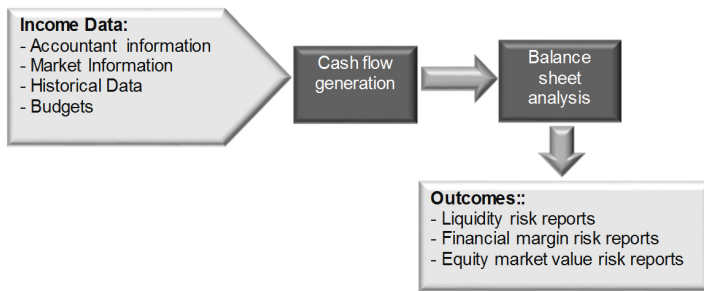 Income Data:
- Accountant information
- Market Information
- Historical Data
- Budgets
Cash flow
generation
Balance
sheet
analysis
Outcomes::
- Liquidity risk reports
- Financial margin risk reports
- Equity market value risk reports